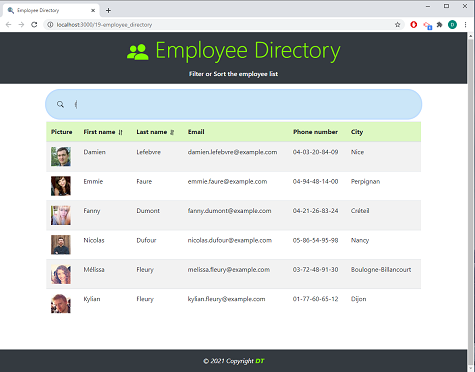 Employee Directory
localhost:3000/19-employee_directory
Employee Directory
Filter or Sort the employee list
Picture First name Last name Email Phone number City
Damien Lefebvre damien.lefebvre@example.com 04-03-20-84-09 Nice
Emmie Faure emmie.faure@example.com 04-94-48-14-00 Perpignan
Fanny Dumont fanny.dumont@example.com 04-21-26-83-24 Créteil
Nicolas Dufour nicolas.dufour@example.com 05-86-54-95-98 Nancy
Mélissa Fleury melissa.fleury@example.com 03-72-48-91-30 Boulogne-Billancourt
Kylian Fleury kylian.fleury@example.com 01-77-60-65-12 Dijon
© 2021 Copyright DT